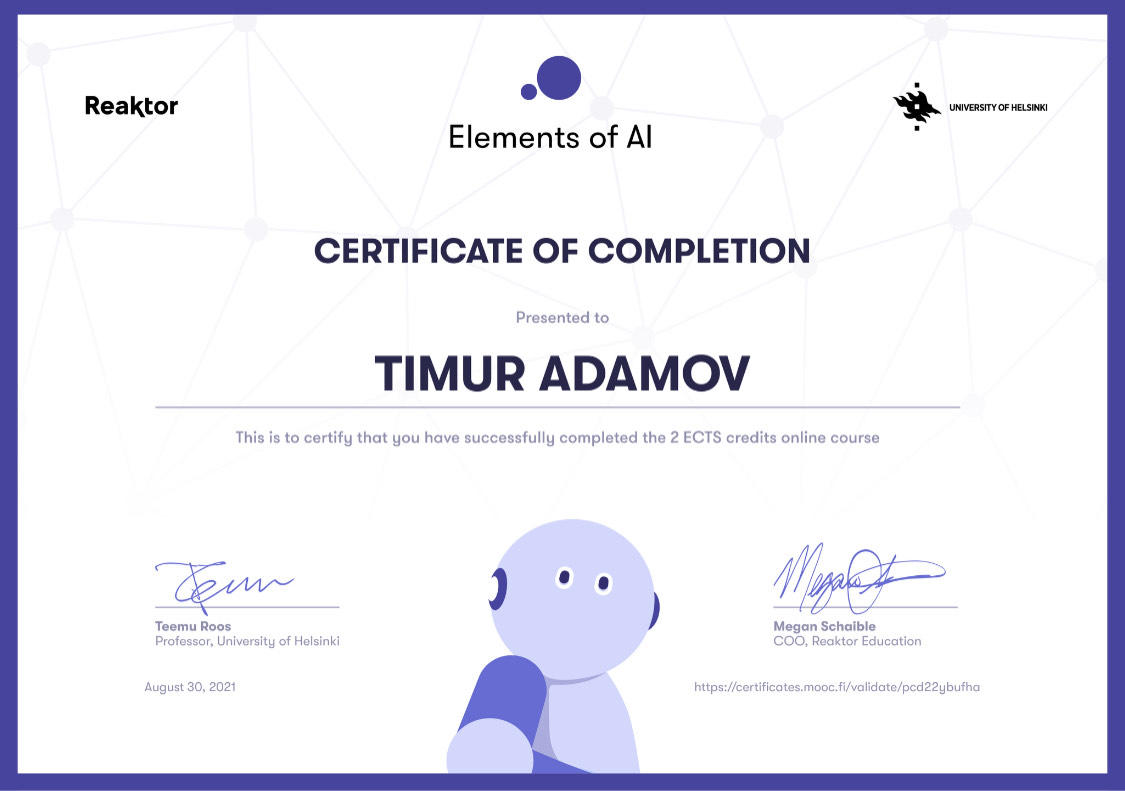 Reaktor
Elements of AI
UNIVERSITY OF HELSINKI
CERTIFICATE OF COMPLETION
Presented to
TIMUR ADAMOV
This is to certify that you have successfully completed the 2 ECTS credits online course
Teemu Roos
Professor, University of Helsinki
Megan Schaible
COO, Reaktor Education
August 30, 2021
https://certificates.mooc.fi/validate/pcd22ybufha